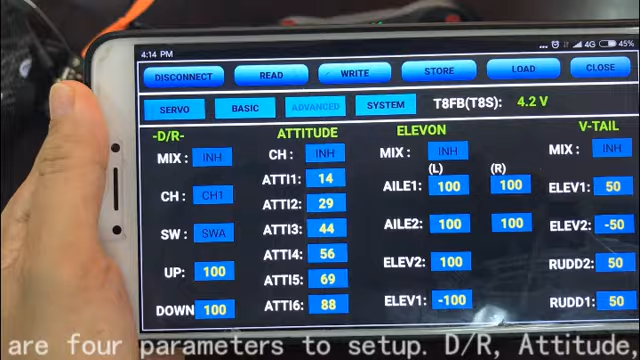 4:14 PM ... 4G 45%
DISCONNECT READ WRITE STORE LOAD CLOSE
SERVO BASIC ADVANCED SYSTEM T8FB(T8S): 4.2 V
-D/R- ATTITUDE ELEVON V-TAIL
MIX: INH CH: INH MIX: INH MIX: INH
(L) (R)
CH: CH1 ATTI1: 14 AILE1: 100 100 ELEV1: 50
SW: SWA ATTI2: 29 AILE2: 100 100 ELEV2: -50
UP: 100 ATTI3: 44 ELEV2: 100 RUDD2: 50
DOWN 100 ATTI4: 56 ELEV1: -100 RUDD1: 50
ATTI5: 69
ATTI6: 88
are four parameters to setup. D/R, Attitude,